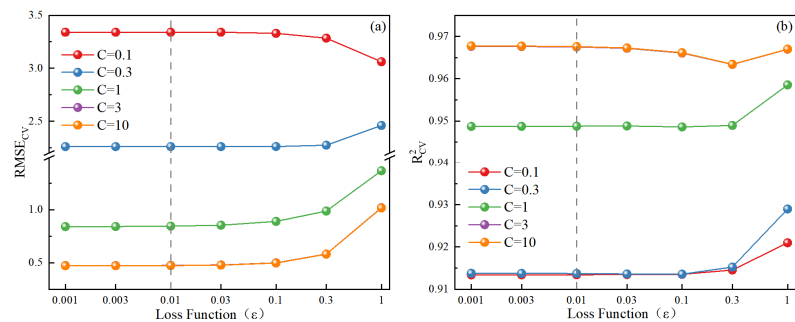 (a)
3.5
3.0
2.5
1.0
0.5
RMSE_CV
C=0.1
C=0.3
C=1
C=3
C=10
0.001 0.003 0.01 0.03 0.1 0.3 1
Loss Function（ε）
(b)
0.97
0.96
0.95
0.94
0.92
0.91
R²_CV
C=0.1
C=0.3
C=1
C=3
C=10
0.001 0.003 0.01 0.03 0.1 0.3 1
Loss Function（ε）